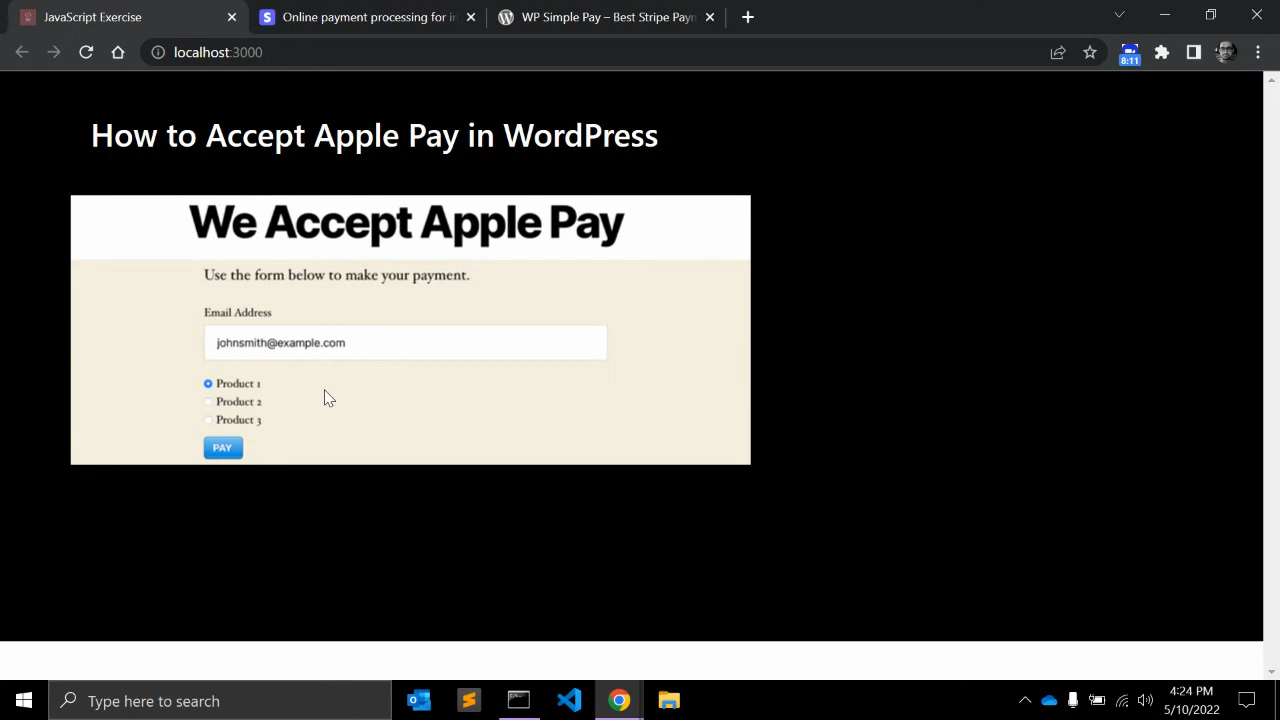 JavaScript Exercise
Online payment processing for in
WP Simple Pay – Best Stripe Paym
localhost:3000
8:11
How to Accept Apple Pay in WordPress
We Accept Apple Pay
Use the form below to make your payment.
Email Address
johnsmith@example.com
Product 1
Product 2
Product 3
PAY
Type here to search
4:24 PM
5/10/2022